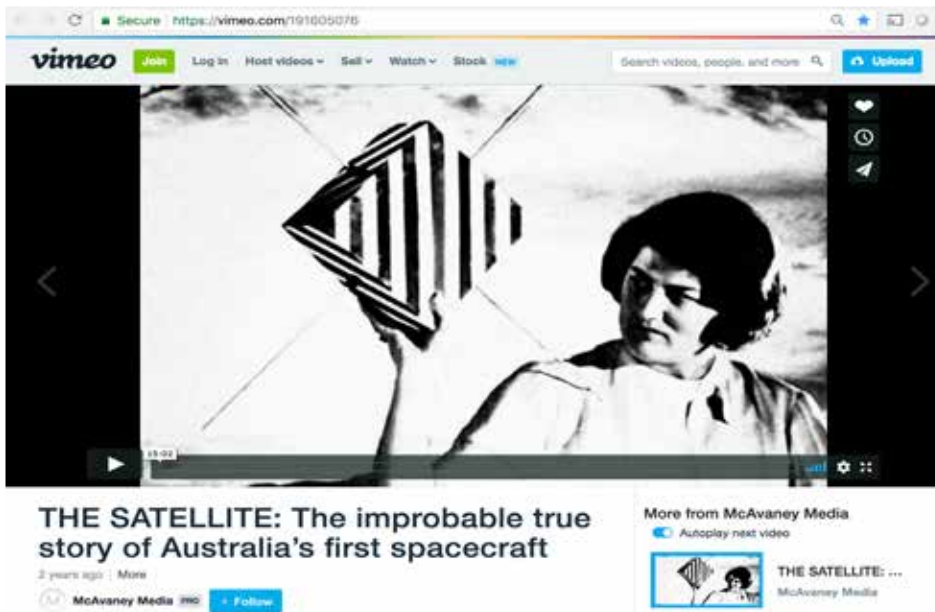 Secure https://vimeo.com/191605076
vimeo Join Log in Host videos Sell Watch Stock NEW Search videos, people, and more Upload
15:02
THE SATELLITE: The improbable true
story of Australia's first spacecraft
2 years ago More
McAvaney Media PRO + Follow
More from McAvaney Media
Autoplay next video
THE SATELLITE: ...
McAvaney Media